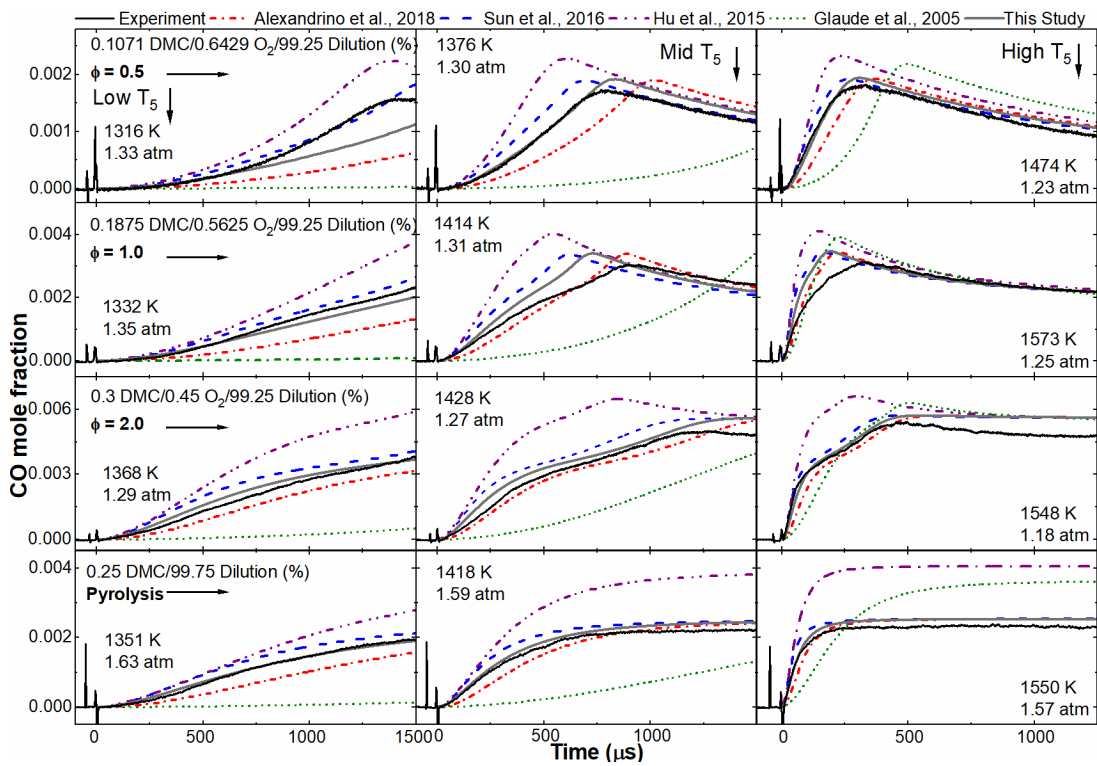 Experiment Alexandrino et al., 2018 Sun et al., 2016 Hu et al., 2015 Glaude et al., 2005 This Study
0.1071 DMC/0.6429 O2/99.25 Dilution (%)
ϕ = 0.5
Low T5
1316 K
1.33 atm
1376 K
1.30 atm
Mid T5
High T5
1474 K
1.23 atm
0.002
0.001
0.000
0.1875 DMC/0.5625 O2/99.25 Dilution (%)
ϕ = 1.0
1332 K
1.35 atm
1414 K
1.31 atm
1573 K
1.25 atm
0.004
0.002
0.000
0.3 DMC/0.45 O2/99.25 Dilution (%)
ϕ = 2.0
1368 K
1.29 atm
1428 K
1.27 atm
1548 K
1.18 atm
0.006
0.003
0.000
0.25 DMC/99.75 Dilution (%)
Pyrolysis
1351 K
1.63 atm
1418 K
1.59 atm
1550 K
1.57 atm
0.004
0.002
0.000
CO mole fraction
0 500 1000 1500 0 500 1000 0 500 1000
Time (μs)